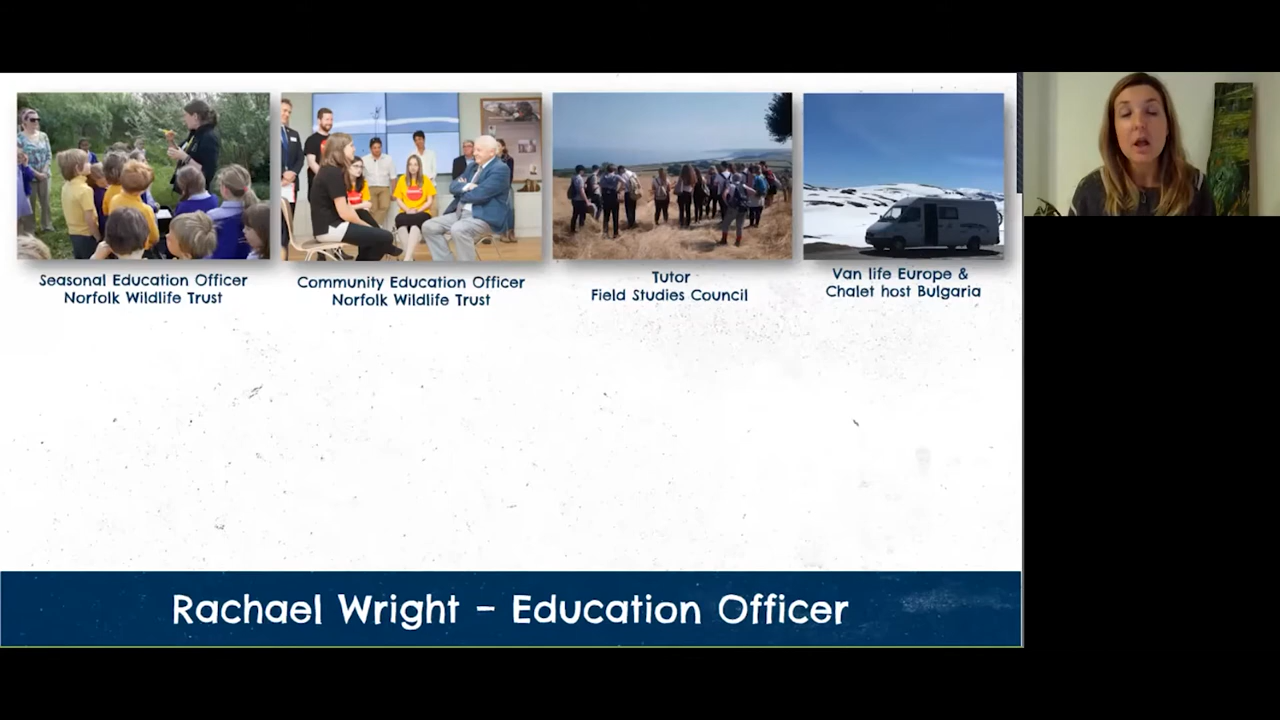 Seasonal Education Officer
Norfolk Wildlife Trust
Community Education Officer
Norfolk Wildlife Trust
Tutor
Field Studies Council
Van life Europe &
Chalet host Bulgaria
Rachael Wright – Education Officer